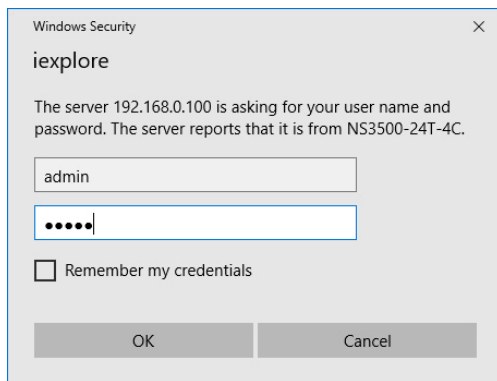 Windows Security
iexplore
The server 192.168.0.100 is asking for your user name and
password. The server reports that it is from NS3500-24T-4C.
admin
•••••
Remember my credentials
OK
Cancel